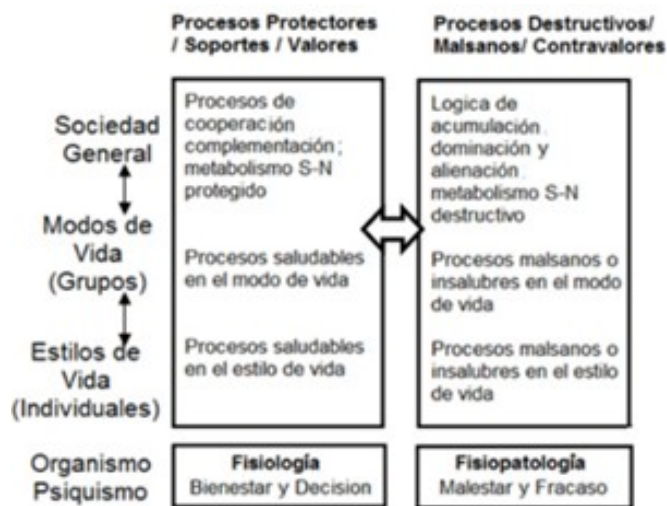 Procesos Protectores
/ Soportes / Valores
Procesos Destructivos/
Malsanos/ Contravalores
Sociedad
General
Procesos de
cooperación
complementación;
metabolismo S-N
protegido
Logica de
acumulación,
dominación y
alienación;
metabolismo S-N
destructivo
Modos de
Vida
(Grupos)
Procesos saludables
en el modo de vida
Procesos malsanos o
insalubres en el modo
de vida
Estilos de
Vida
(Individuales)
Procesos saludables
en el estilo de vida
Procesos malsanos o
insalubres en el estilo
de vida
Organismo
Psiquismo
Fisiología
Bienestar y Decision
Fisiopatología
Malestar y Fracaso